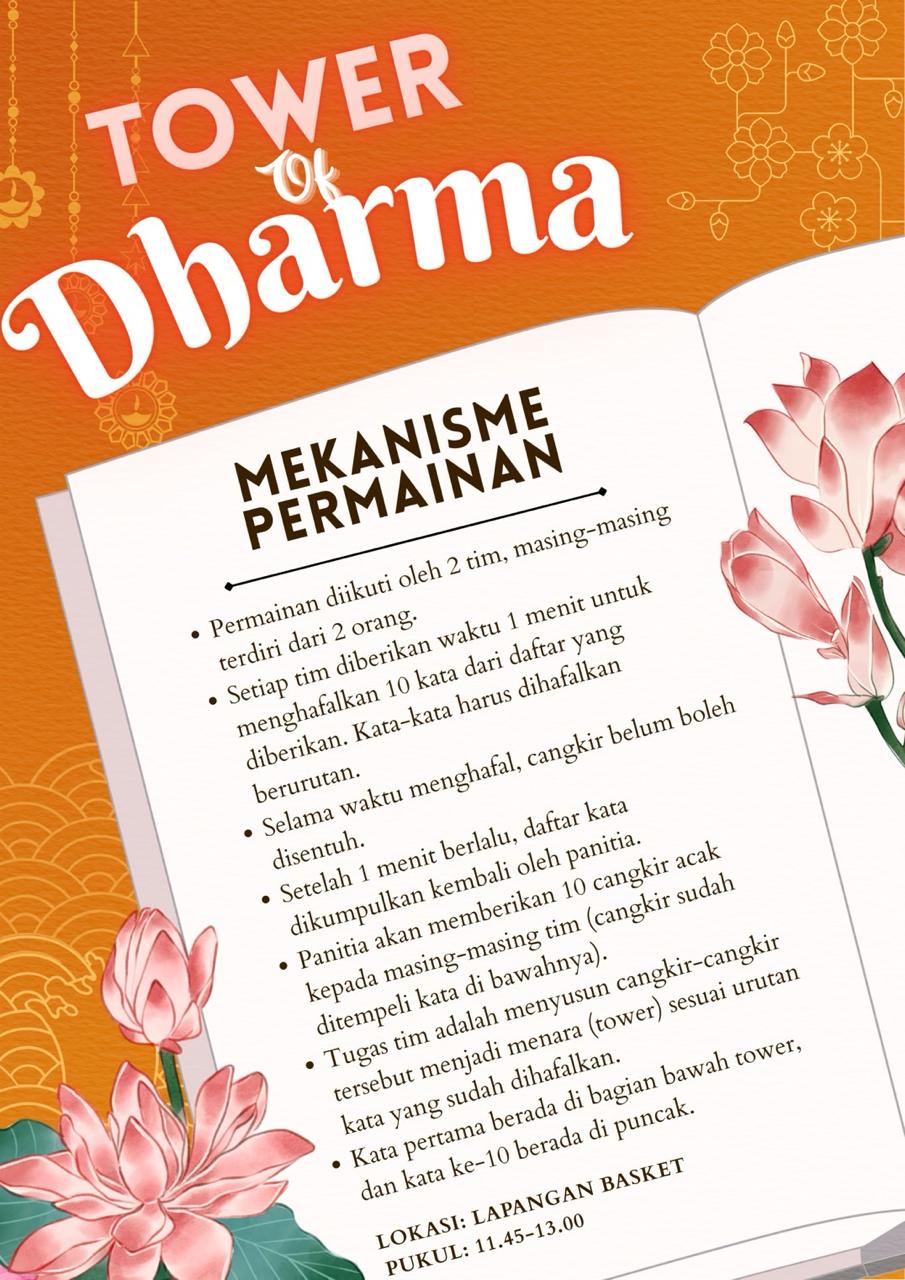 TOWER
Of
Dharma
MEKANISME
PERMAINAN
• Permainan diikuti oleh 2 tim, masing-masing
terdiri dari 2 orang.
• Setiap tim diberikan waktu 1 menit untuk
menghafalkan 10 kata dari daftar yang
diberikan. Kata-kata harus dihafalkan
berurutan.
• Selama waktu menghafal, cangkir belum boleh
disentuh.
• Setelah 1 menit berlalu, daftar kata
dikumpulkan kembali oleh panitia.
• Panitia akan memberikan 10 cangkir acak
kepada masing-masing tim (cangkir sudah
ditempeli kata di bawahnya).
• Tugas tim adalah menyusun cangkir-cangkir
tersebut menjadi menara (tower) sesuai urutan
kata yang sudah dihafalkan.
• Kata pertama berada di bagian bawah tower,
dan kata ke-10 berada di puncak.
LOKASI: LAPANGAN BASKET
PUKUL: 11.45-13.00